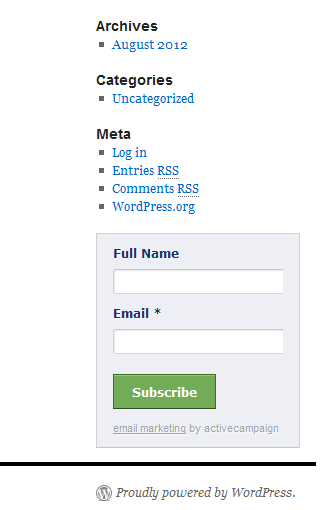 Archives
August 2012
Categories
Uncategorized
Meta
Log in
Entries RSS
Comments RSS
WordPress.org
Full Name
Email *
Subscribe
email marketing by activecampaign
Proudly powered by WordPress.